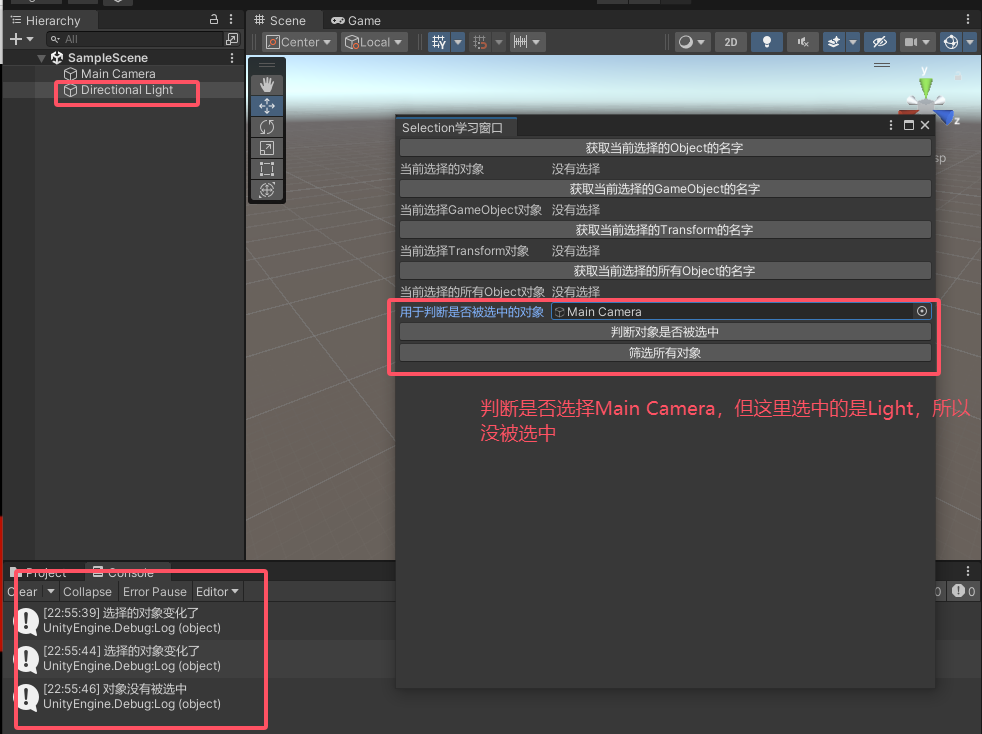 Hierarchy
Scene
Game
All
Center
Local
2D
SampleScene
Main Camera
Directional Light
y
z
sp
Selection学习窗口
获取当前选择的Object的名字
当前选择的对象 没有选择
获取当前选择的GameObject的名字
当前选择GameObject对象 没有选择
获取当前选择的Transform的名字
当前选择Transform对象 没有选择
获取当前选择的所有Object的名字
当前选择的所有Object对象 没有选择
用于判断是否被选中的对象 Main Camera
判断对象是否被选中
筛选所有对象
判断是否选择Main Camera，但这里选中的是Light，所以
没被选中
Project
Console
Clear
Collapse
Error Pause
Editor
0
0
[22:55:39] 选择的对象变化了
UnityEngine.Debug:Log (object)
[22:55:44] 选择的对象变化了
UnityEngine.Debug:Log (object)
[22:55:46] 对象没有被选中
UnityEngine.Debug:Log (object)